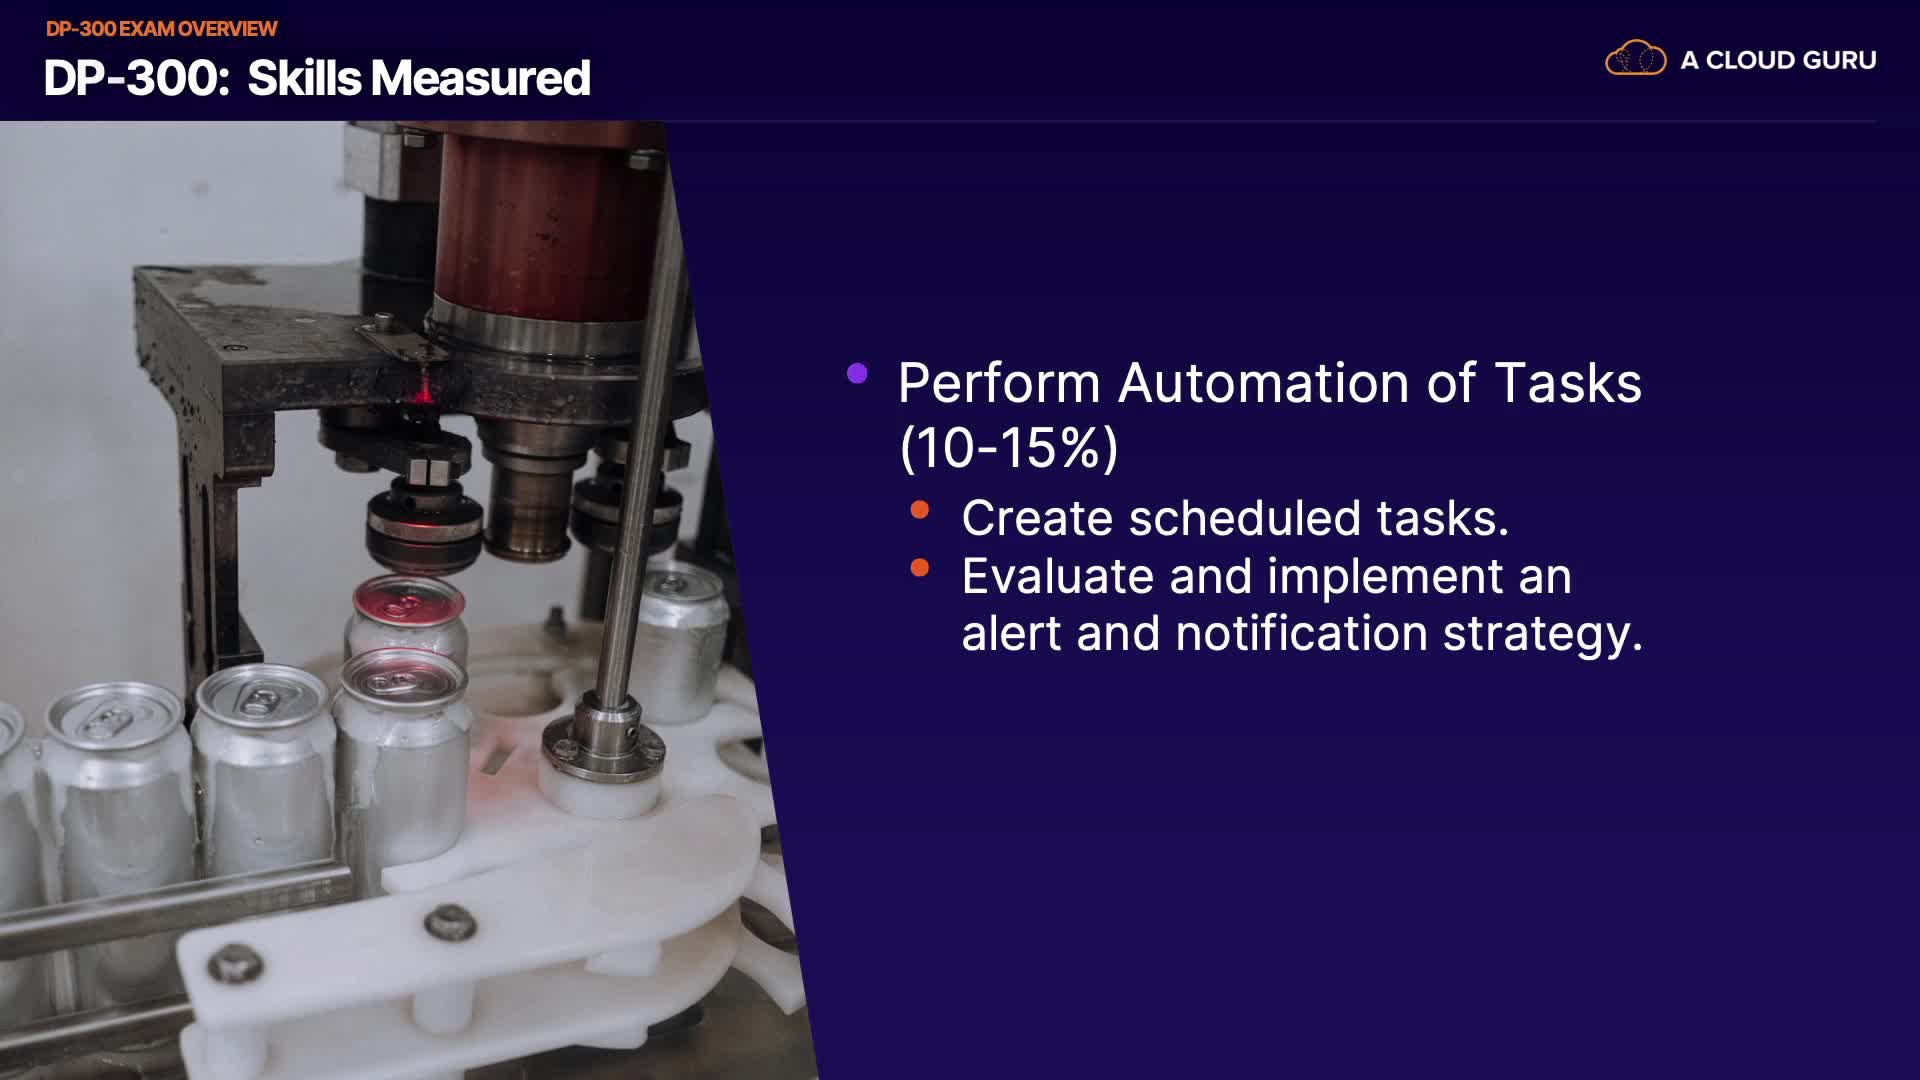 DP-300 EXAM OVERVIEW
DP-300: Skills Measured
A CLOUD GURU
Perform Automation of Tasks
(10-15%)
Create scheduled tasks.
Evaluate and implement an
alert and notification strategy.